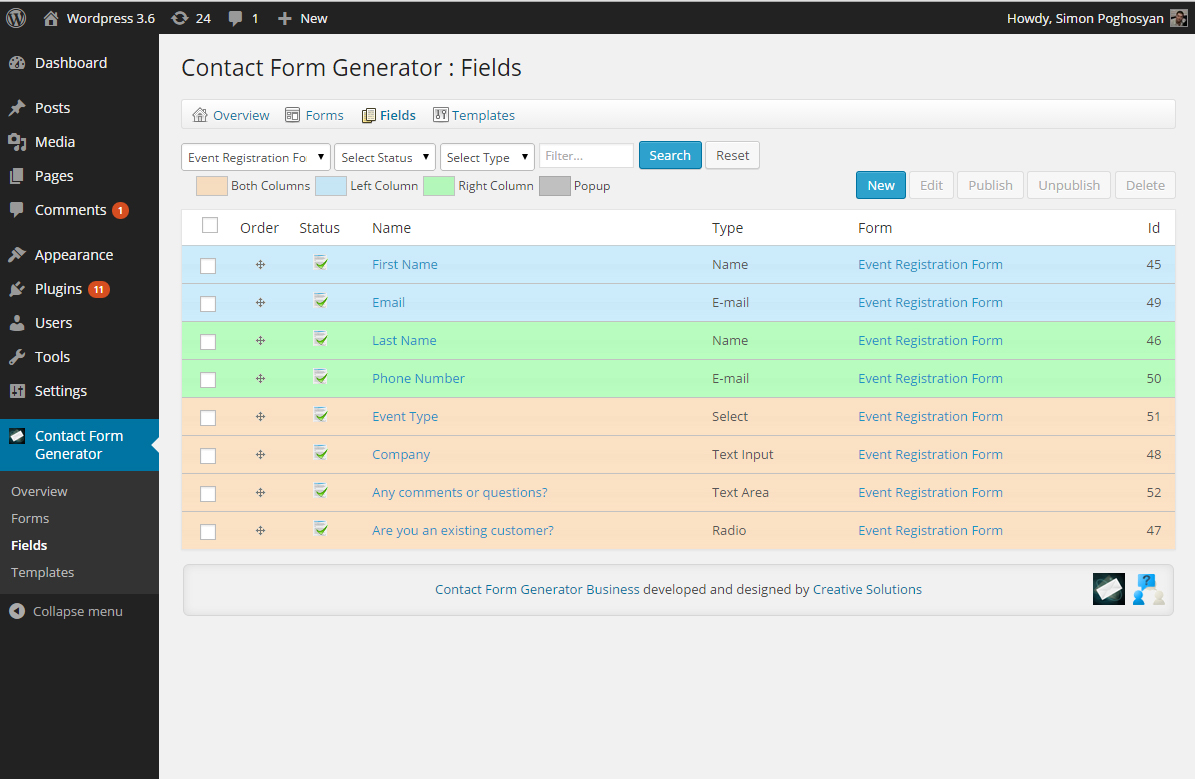 Wordpress 3.6 24 1 New Howdy, Simon Poghosyan
Dashboard
Posts
Media
Pages
Comments 1
Appearance
Plugins 11
Users
Tools
Settings
Contact Form
Generator
Overview
Forms
Fields
Templates
Collapse menu
Contact Form Generator : Fields
Overview Forms Fields Templates
Event Registration Fo Select Status Select Type Filter... Search Reset
Both Columns Left Column Right Column Popup
New Edit Publish Unpublish Delete
Order Status Name Type Form Id
First Name Name Event Registration Form 45
Email E-mail Event Registration Form 49
Last Name Name Event Registration Form 46
Phone Number E-mail Event Registration Form 50
Event Type Select Event Registration Form 51
Company Text Input Event Registration Form 48
Any comments or questions? Text Area Event Registration Form 52
Are you an existing customer? Radio Event Registration Form 47
Contact Form Generator Business developed and designed by Creative Solutions